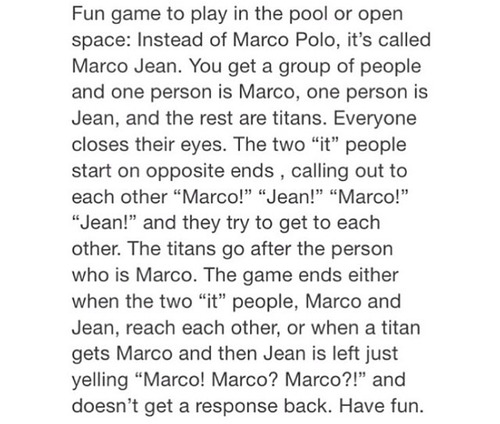 Fun game to play in the pool or open
space: Instead of Marco Polo, it’s called
Marco Jean. You get a group of people
and one person is Marco, one person is
Jean, and the rest are titans. Everyone
closes their eyes. The two “it” people
start on opposite ends , calling out to
each other “Marco!” “Jean!” “Marco!”
“Jean!” and they try to get to each
other. The titans go after the person
who is Marco. The game ends either
when the two “it” people, Marco and
Jean, reach each other, or when a titan
gets Marco and then Jean is left just
yelling “Marco! Marco? Marco?!” and
doesn’t get a response back. Have fun.